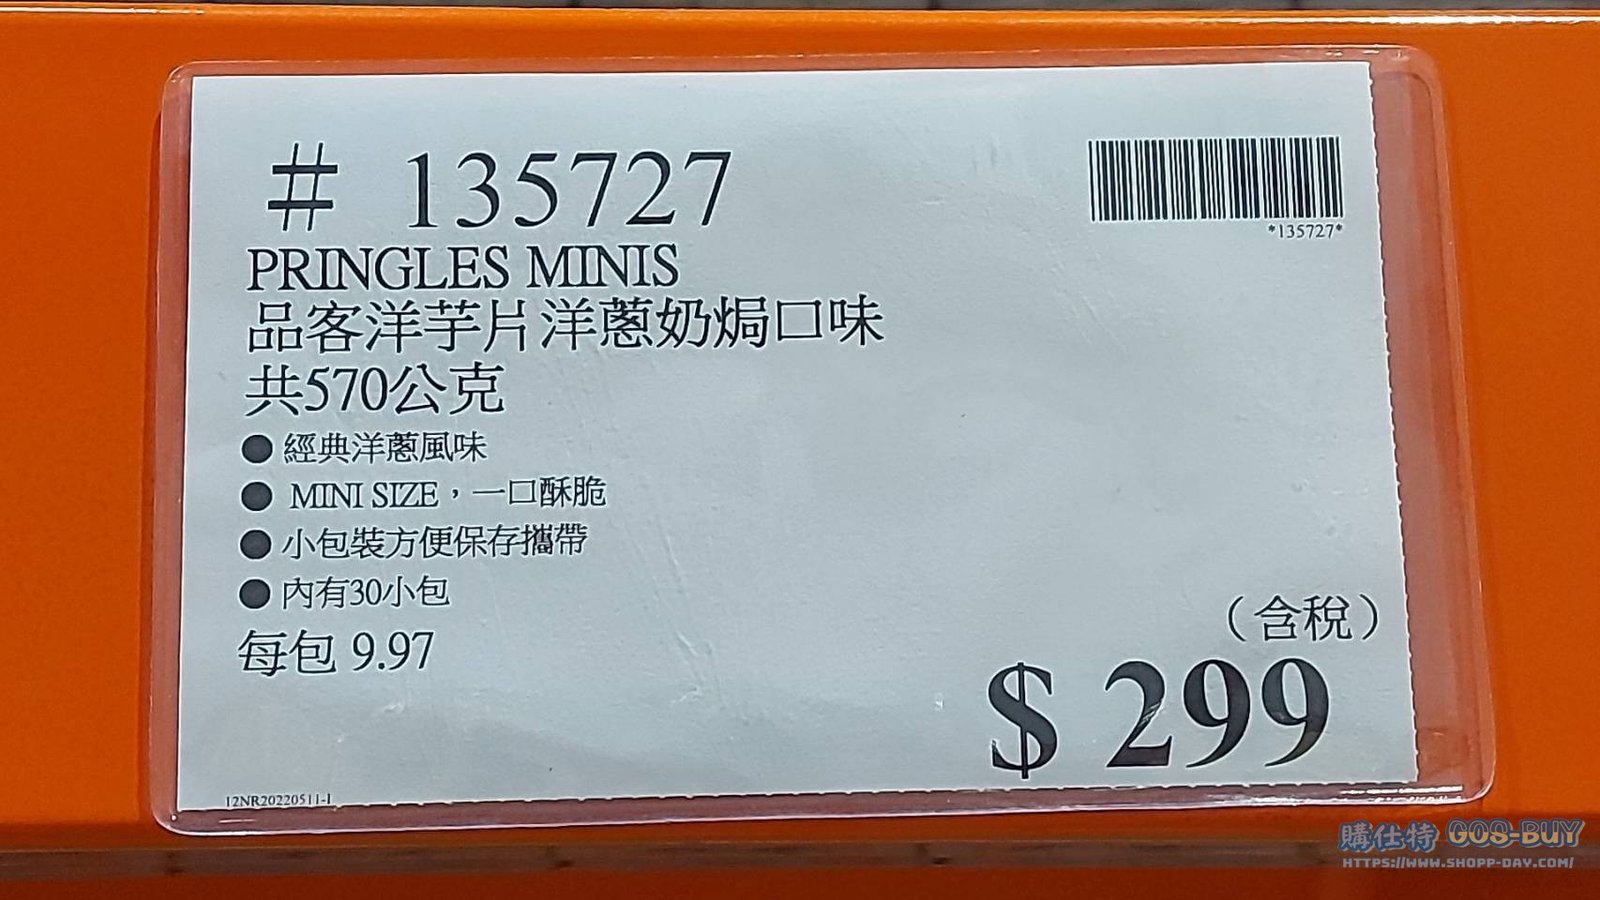 # 135727
*135727*
PRINGLES MINIS
品客洋芋片洋蔥奶焗口味
共570公克
● 經典洋蔥風味
● MINI SIZE，一口酥脆
● 小包裝方便保存攜帶
● 內有30小包
每包 9.97
（含稅）
$ 299
12NR20220511-1
購仕特 GOS-BUY
HTTPS://WWW.SHOPP-DAY.COM/